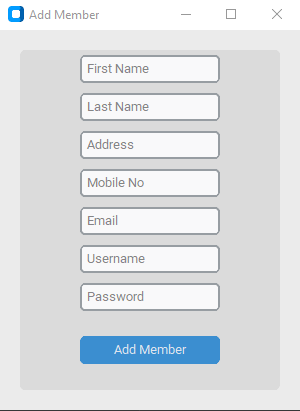 Add Member
First Name
Last Name
Address
Mobile No
Email
Username
Password
Add Member